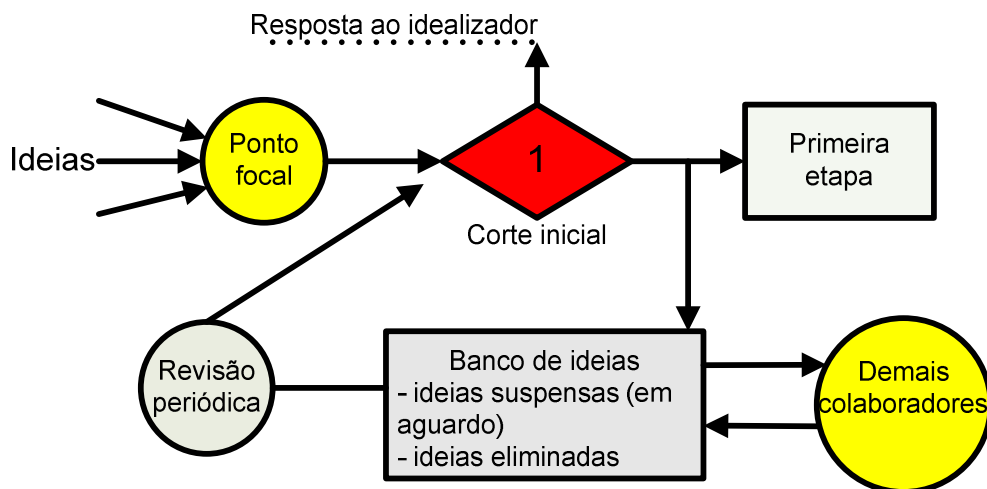 Resposta ao idealizador
Ideias
Ponto
focal
1
Corte inicial
Primeira
etapa
Revisão
periódica
Banco de ideias
- ideias suspensas (em
aguardo)
- ideias eliminadas
Demais
colaboradores